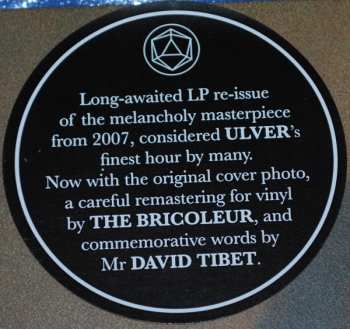 Long-awaited LP re-issue
of the melancholy masterpiece
from 2007, considered ULVER's
finest hour by many.
Now with the original cover photo,
a careful remastering for vinyl
by THE BRICOLEUR, and
commemorative words by
Mr DAVID TIBET.